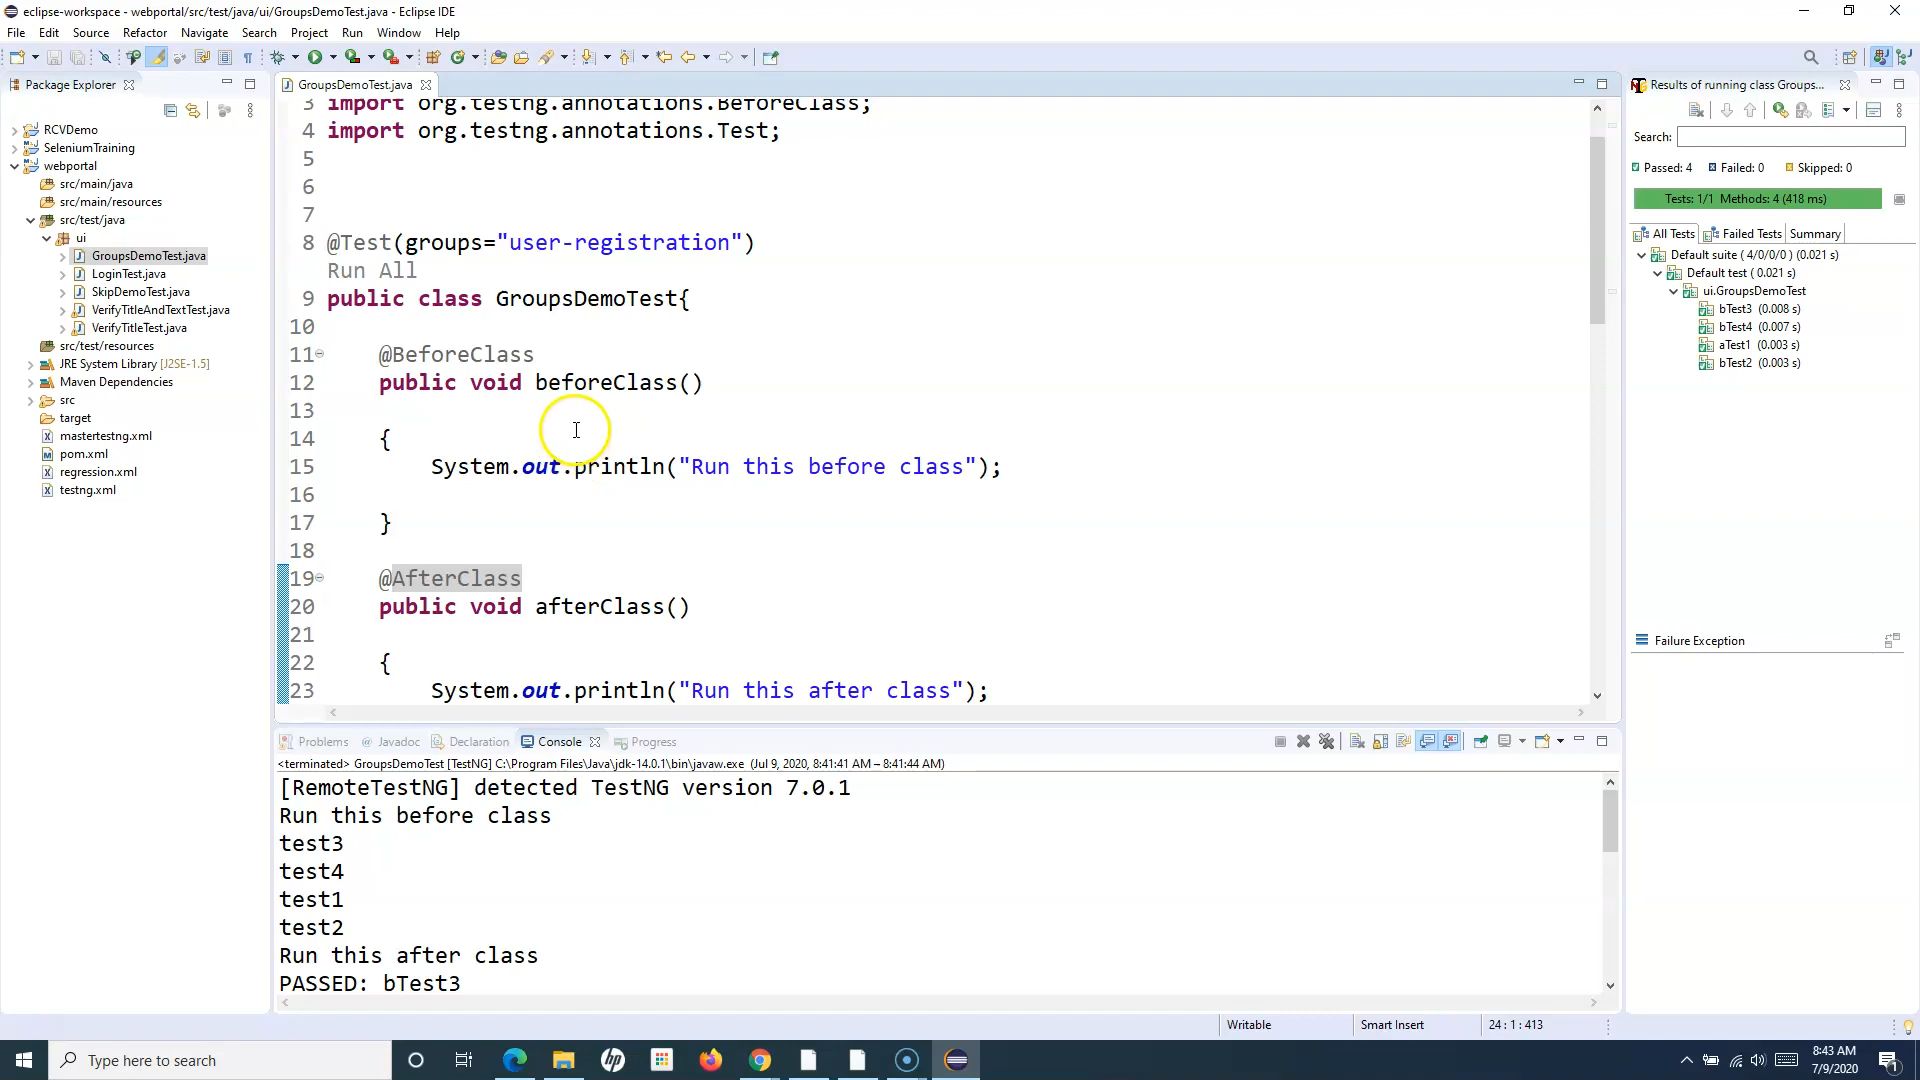 eclipse-workspace - webportal/src/test/java/ui/GroupsDemoTest.java - Eclipse IDE
File Edit Source Refactor Navigate Search Project Run Window Help
Package Explorer
RCVDemo
SeleniumTraining
webportal
src/main/java
src/main/resources
src/test/java
ui
GroupsDemoTest.java
LoginTest.java
SkipDemoTest.java
VerifyTitleAndTextTest.java
VerifyTitleTest.java
src/test/resources
JRE System Library [J2SE-1.5]
Maven Dependencies
src
target
mastertestng.xml
pom.xml
regression.xml
testng.xml
GroupsDemoTest.java
3 import org.testng.annotations.BeforeClass;
4 import org.testng.annotations.Test;
5
6
7
8 @Test(groups="user-registration")
Run All
9 public class GroupsDemoTest{
10
11 @BeforeClass
12 public void beforeClass()
13
14 {
15 System.out.println("Run this before class");
16
17 }
18
19 @AfterClass
20 public void afterClass()
21
22 {
23 System.out.println("Run this after class");
Problems Javadoc Declaration Console Progress
<terminated> GroupsDemoTest [TestNG] C:\Program Files\Java\jdk-14.0.1\bin\javaw.exe (Jul 9, 2020, 8:41:41 AM – 8:41:44 AM)
[RemoteTestNG] detected TestNG version 7.0.1
Run this before class
test3
test4
test1
test2
Run this after class
PASSED: bTest3
Results of running class Groups...
Search:
Passed: 4 Failed: 0 Skipped: 0
Tests: 1/1 Methods: 4 (418 ms)
All Tests Failed Tests Summary
Default suite ( 4/0/0/0 ) (0.021 s)
Default test ( 0.021 s)
ui.GroupsDemoTest
bTest3 (0.008 s)
bTest4 (0.007 s)
aTest1 (0.003 s)
bTest2 (0.003 s)
Failure Exception
Writable Smart Insert 24 : 1 : 413
Type here to search
hp
8:43 AM
7/9/2020
1